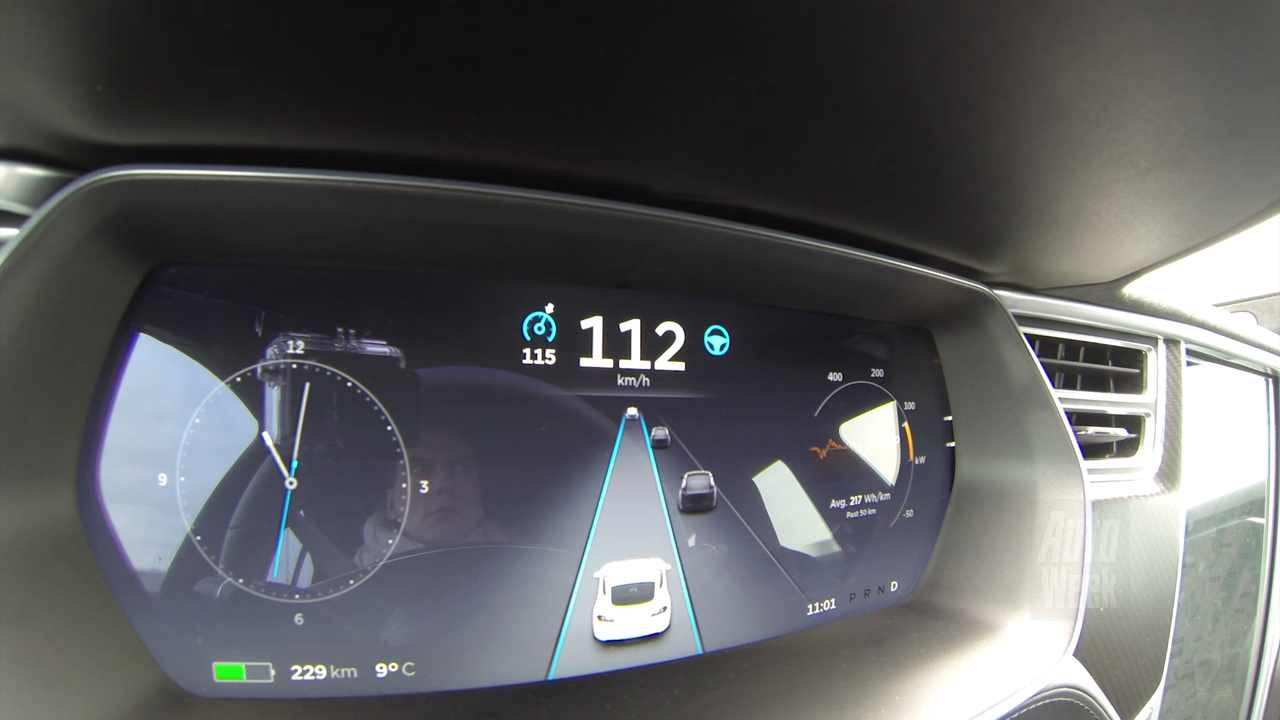 12
3
6
9
115
112
km/h
400
200
100
kW
-50
Avg. 217 Wh/km
Past 50 km
11:01
P R N D
229 km
9° C
Auto
Week